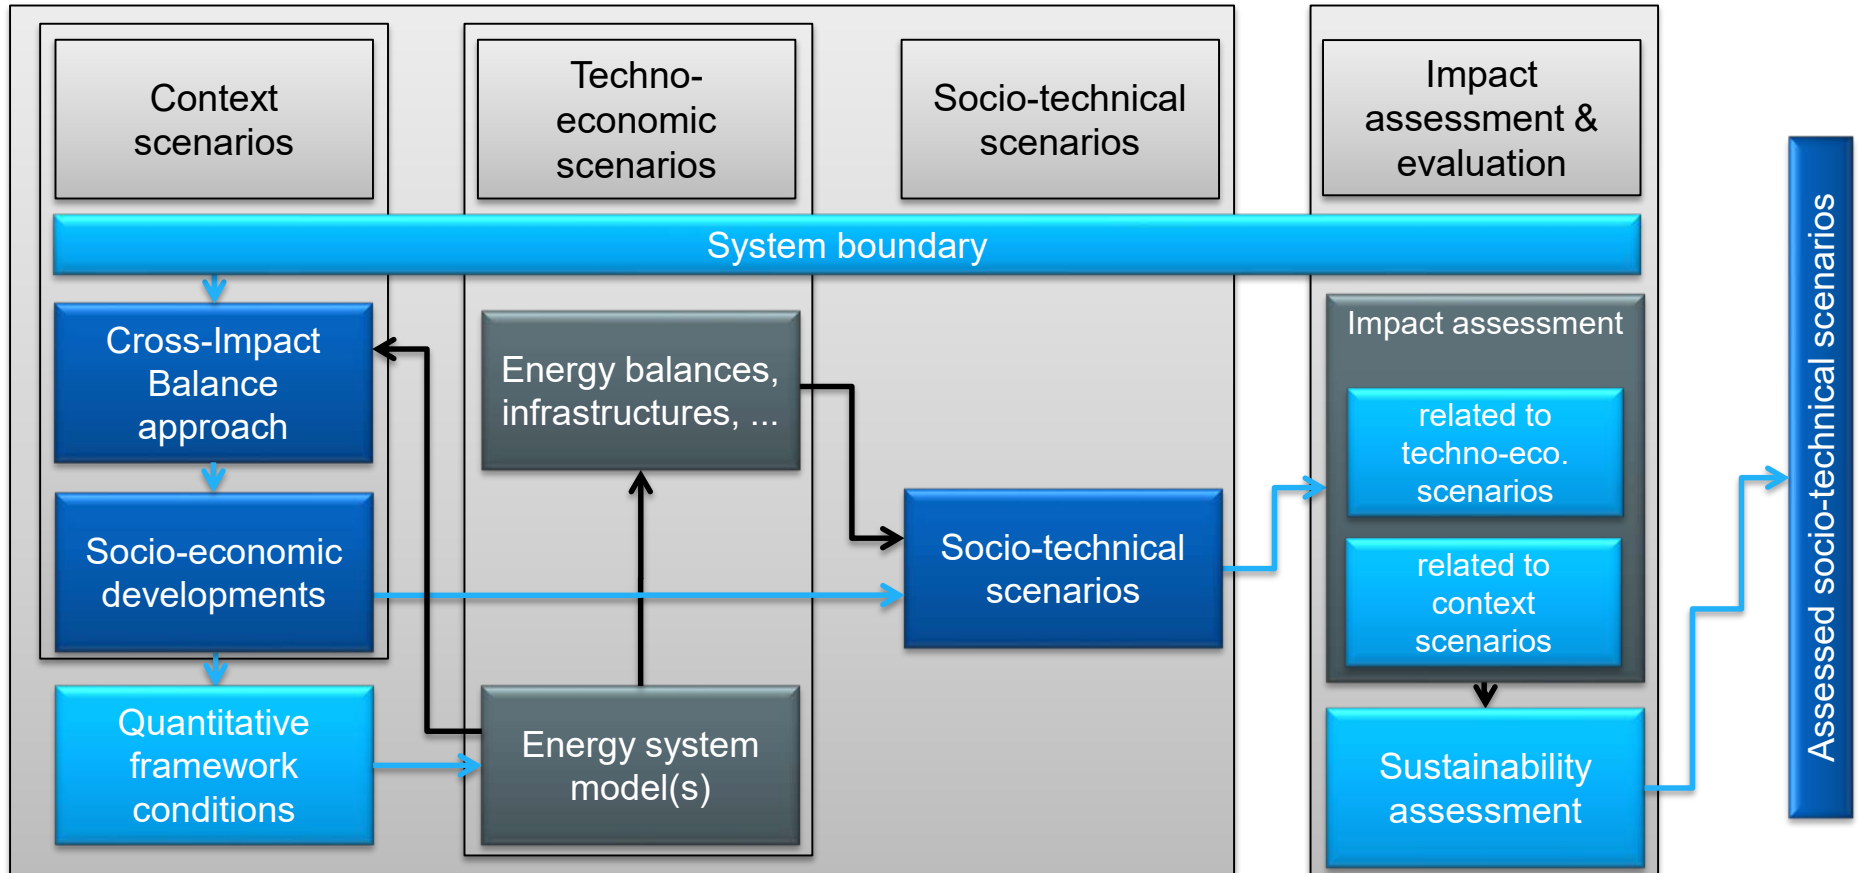 Context
scenarios
Techno-
economic
scenarios
Socio-technical
scenarios
Impact
assessment &
evaluation
System boundary
Cross-Impact
Balance
approach
Socio-economic
developments
Quantitative
framework
conditions
Energy balances,
infrastructures, ...
Energy system
model(s)
Socio-technical
scenarios
Impact assessment
related to
techno-eco.
scenarios
related to
context
scenarios
Sustainability
assessment
Assessed socio-technical scenarios